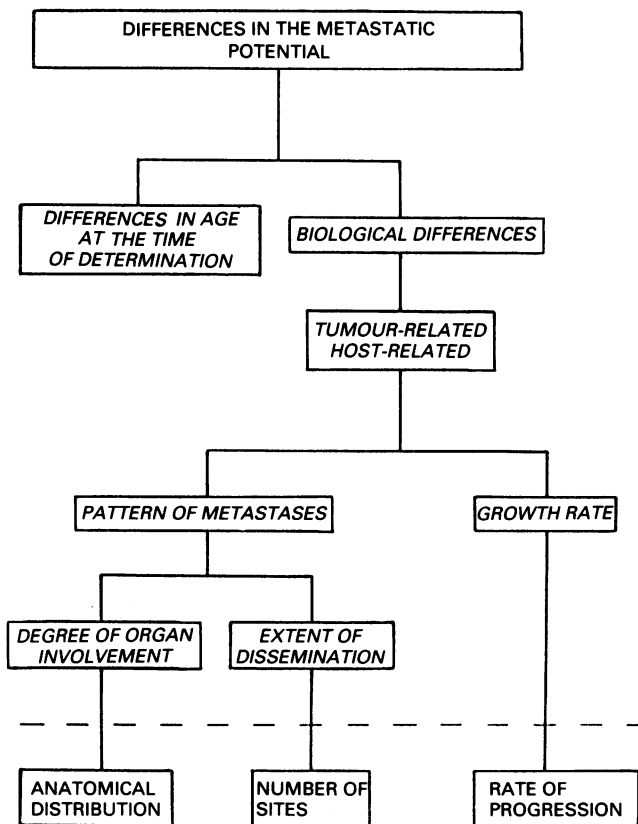 DIFFERENCES IN THE METASTATIC
POTENTIAL
DIFFERENCES IN AGE
AT THE TIME
OF DETERMINATION
BIOLOGICAL DIFFERENCES
TUMOUR-RELATED
HOST-RELATED
PATTERN OF METASTASES
GROWTH RATE
DEGREE OF ORGAN
INVOLVEMENT
EXTENT OF
DISSEMINATION
ANATOMICAL
DISTRIBUTION
NUMBER OF
SITES
RATE OF
PROGRESSION